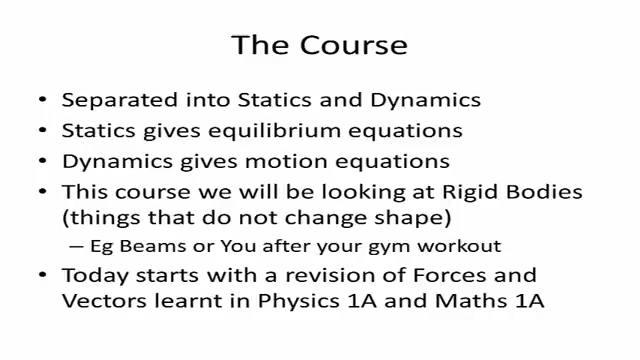 The Course
• Separated into Statics and Dynamics
• Statics gives equilibrium equations
• Dynamics gives motion equations
• This course we will be looking at Rigid Bodies
(things that do not change shape)
– Eg Beams or You after your gym workout
• Today starts with a revision of Forces and
Vectors learnt in Physics 1A and Maths 1A